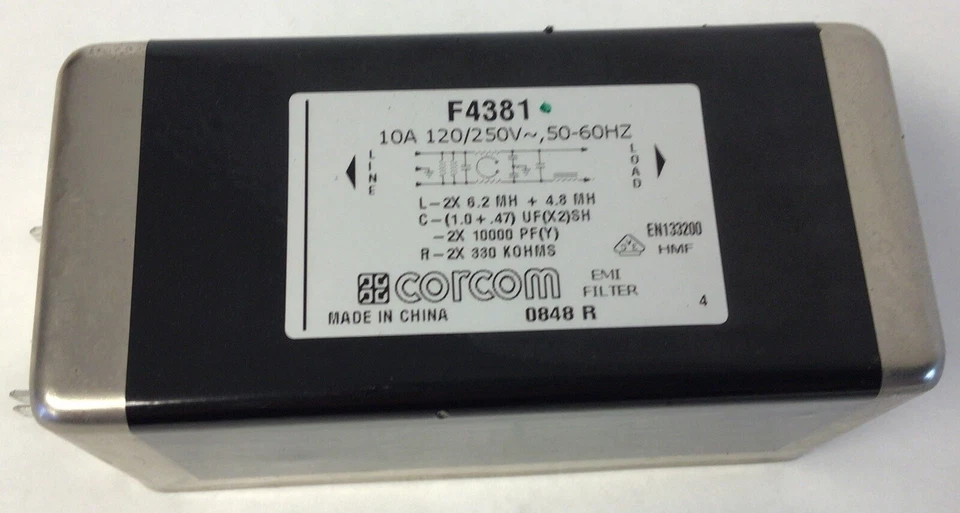 F4381
10A 120/250V~,50-60HZ
LINE
LOAD
L-2X 6.2 MH + 4.8 MH
C-(1.0+.47) UF(X2)SH
-2X 10000 PF(Y)
R-2X 330 KOHMS
EN133200
HMF
corcom
EMI
FILTER
4
MADE IN CHINA
0848 R